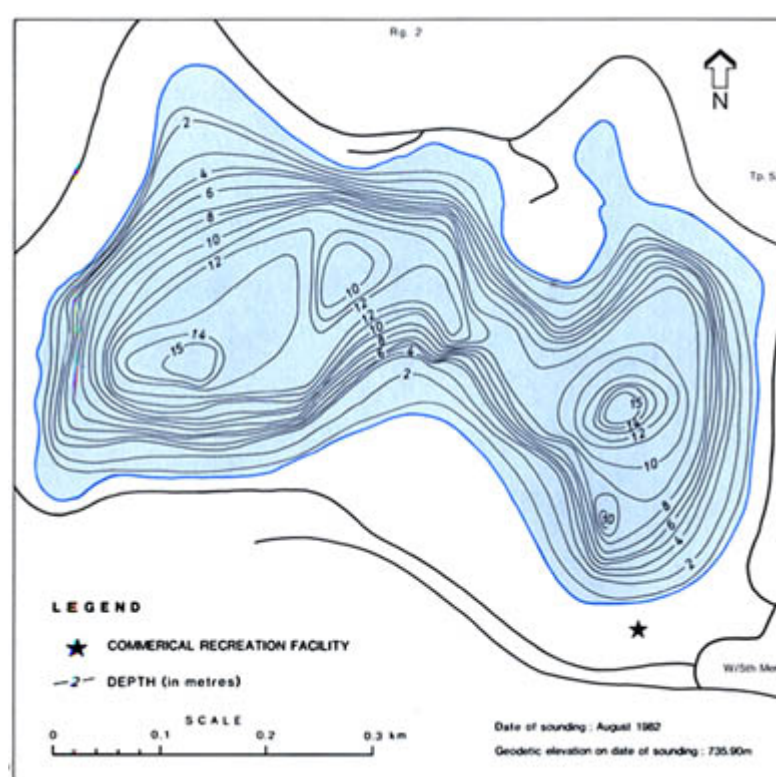 Rg. 2
N
Tp. 5
2
4
6
8
10
12
10
12
12
10
8
6
4
2
14
15
15
14
12
10
10
8
6
4
2
LEGEND
COMMERICAL RECREATION FACILITY
2 DEPTH (in metres)
W/5th Mer
SCALE
0 0.1 0.2 0.3 km
Date of sounding : August 1982
Geodetic elevation on date of sounding : 735.90m